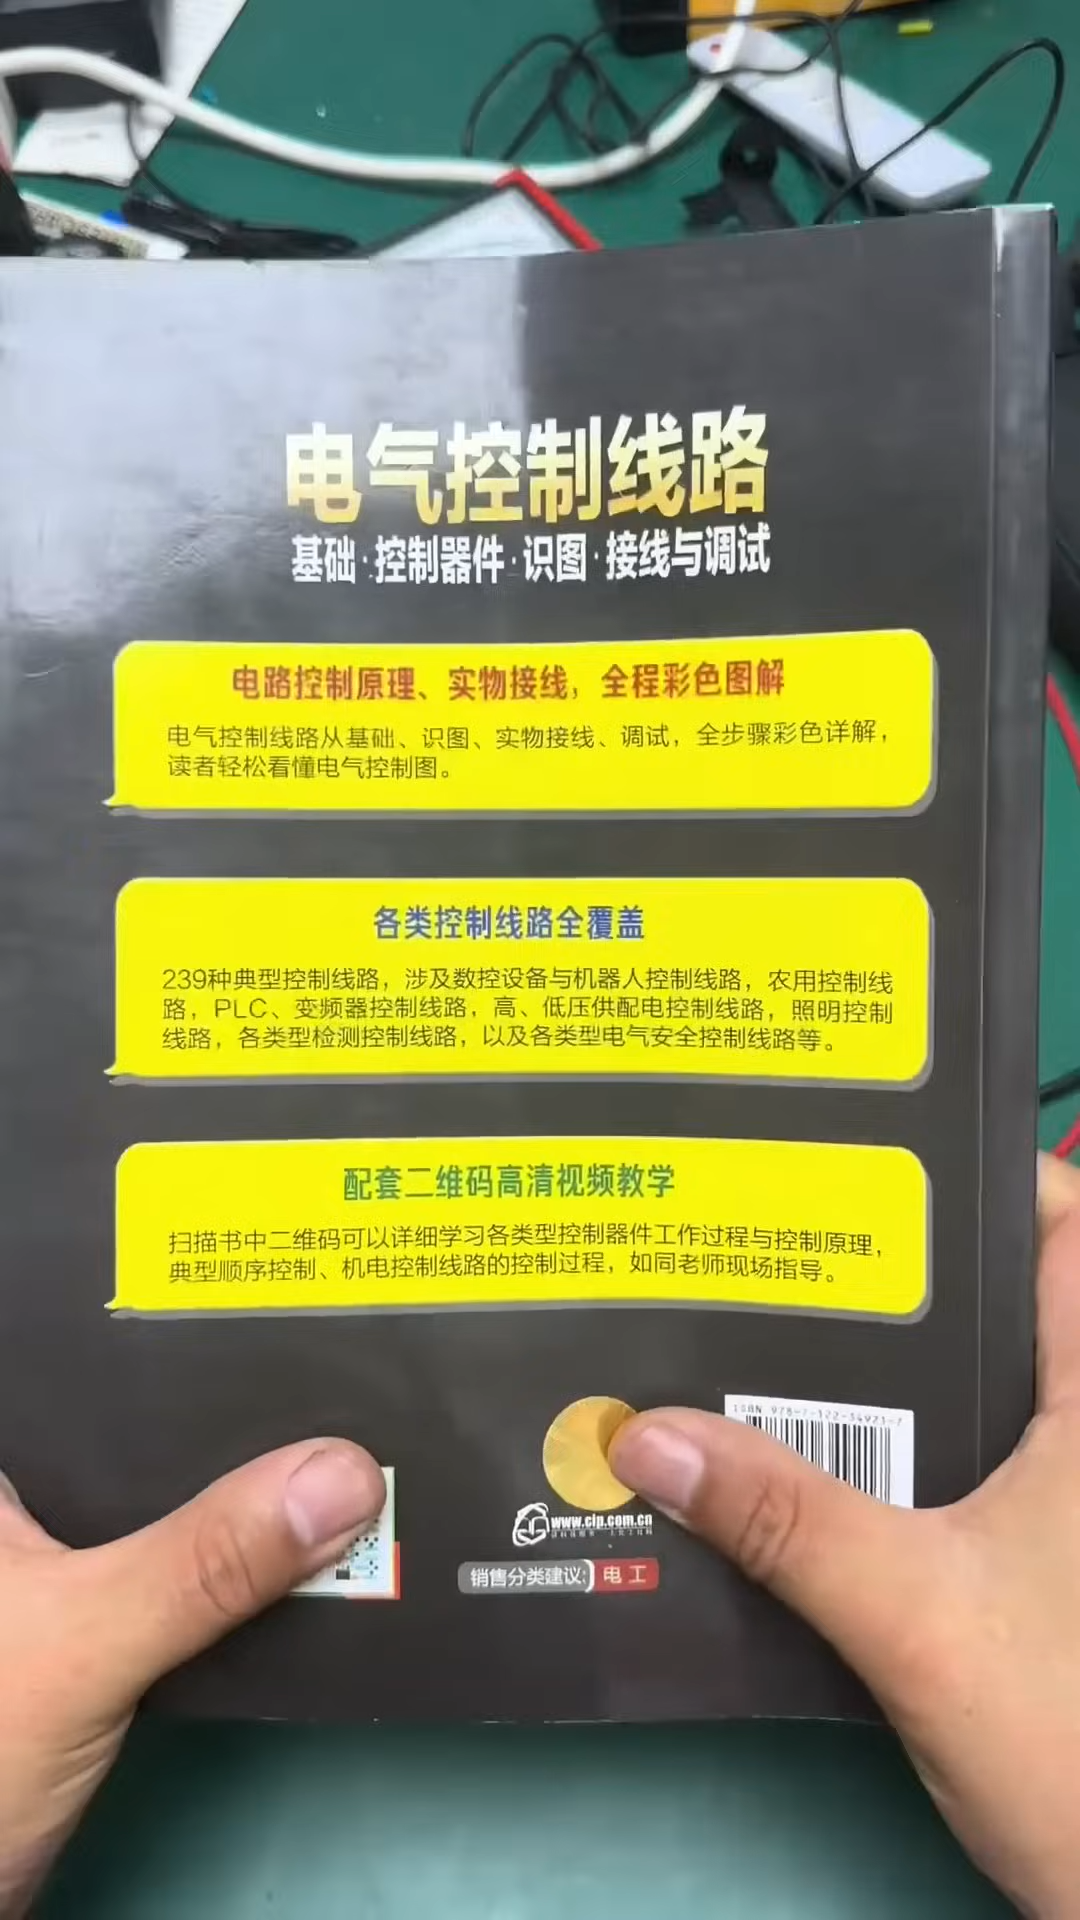 电气控制线路
基础·控制器件·识图·接线与调试
电路控制原理、实物接线，全程彩色图解
电气控制线路从基础、识图、实物接线、调试，全步骤彩色详解，
读者轻松看懂电气控制图。
各类控制线路全覆盖
239种典型控制线路，涉及数控设备与机器人控制线路，农用控制线
路，PLC、变频器控制线路，高、低压供配电控制线路，照明控制
线路，各类型检测控制线路，以及各类型电气安全控制线路等。
配套二维码高清视频教学
扫描书中二维码可以详细学习各类型控制器件工作过程与控制原理，
典型顺序控制、机电控制线路的控制过程，如同老师现场指导。
ISBN 978-7-122-34921-7
www.cip.com.cn
销售分类建议: 电工